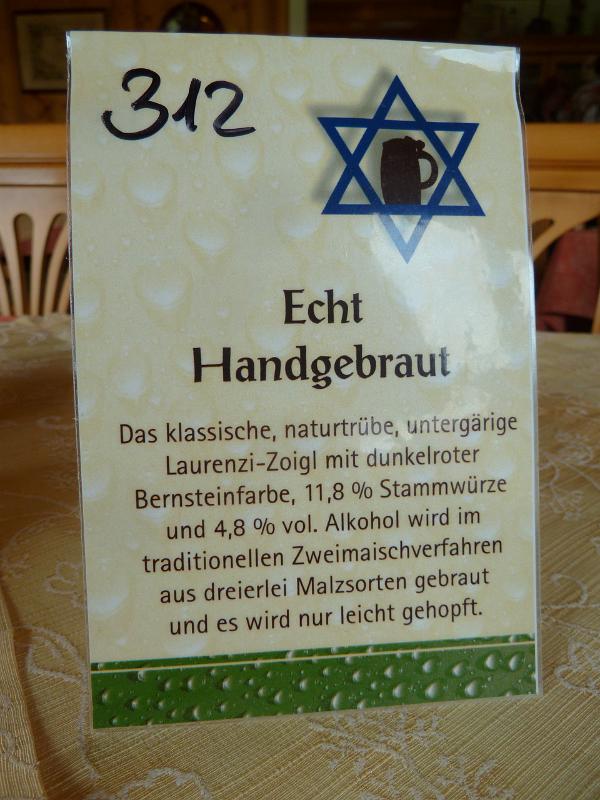 312
Echt
Handgebraut
Das klassische, naturtrübe, untergärige
Laurenzi-Zoigl mit dunkelroter
Bernsteinfarbe, 11,8 % Stammwürze
und 4,8 % vol. Alkohol wird im
traditionellen Zweimaischverfahren
aus dreierlei Malzsorten gebraut
und es wird nur leicht gehopft.